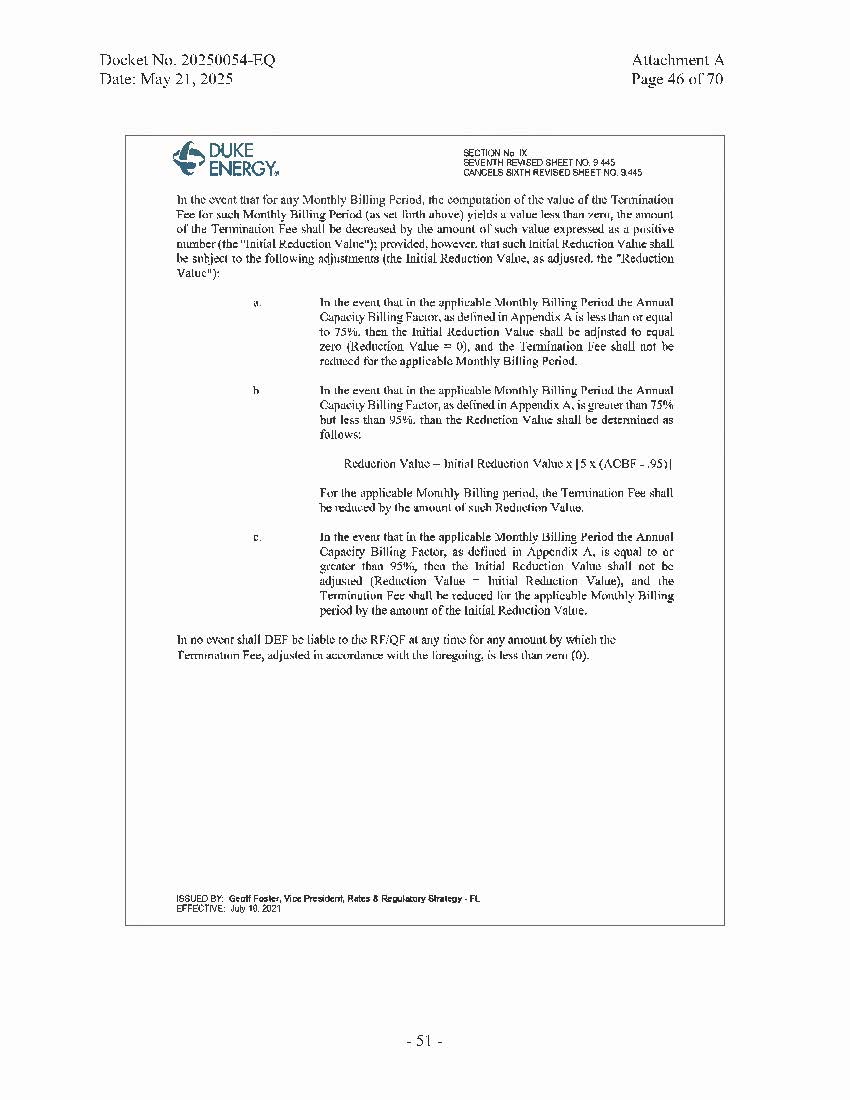 Docket No. 20250054-EQ
Date: May 21, 2025
Attachment A
Page 46 of 70
DUKE
ENERGY
SECTION No. IX
SEVENTH REVISED SHEET NO. 9.445
CANCELS SIXTH REVISED SHEET NO. 9.445
In the event that for any Monthly Billing Period, the computation of the value of the Termination
Fee for such Monthly Billing Period (as set forth above) yields a value less than zero, the amount
of the Termination Fee shall be decreased by the amount of such value expressed as a positive
number (the "Initial Reduction Value"); provided, however, that such Initial Reduction Value shall
be subject to the following adjustments (the Initial Reduction Value, as adjusted, the "Reduction
Value"):
a. In the event that in the applicable Monthly Billing Period the Annual
Capacity Billing Factor, as defined in Appendix A is less than or equal
to 75%, then the Initial Reduction Value shall be adjusted to equal
zero (Reduction Value = 0), and the Termination Fee shall not be
reduced for the applicable Monthly Billing Period.
b In the event that in the applicable Monthly Billing Period the Annual
Capacity Billing Factor, as defined in Appendix A, is greater than 75%
but less than 95%, than the Reduction Value shall be determined as
follows:
Reduction Value = Initial Reduction Value x [5 x (ACBF - .95)]
For the applicable Monthly Billing period, the Termination Fee shall
be reduced by the amount of such Reduction Value.
c. In the event that in the applicable Monthly Billing Period the Annual
Capacity Billing Factor, as defined in Appendix A, is equal to or
greater than 95%, then the Initial Reduction Value shall not be
adjusted (Reduction Value = Initial Reduction Value), and the
Termination Fee shall be reduced for the applicable Monthly Billing
period by the amount of the Initial Reduction Value.
In no event shall DEF be liable to the RF/QF at any time for any amount by which the
Termination Fee, adjusted in accordance with the foregoing, is less than zero (0).
ISSUED BY: Geoff Foster, Vice President, Rates & Regulatory Strategy - FL
EFFECTIVE: July 2021
- 51 -